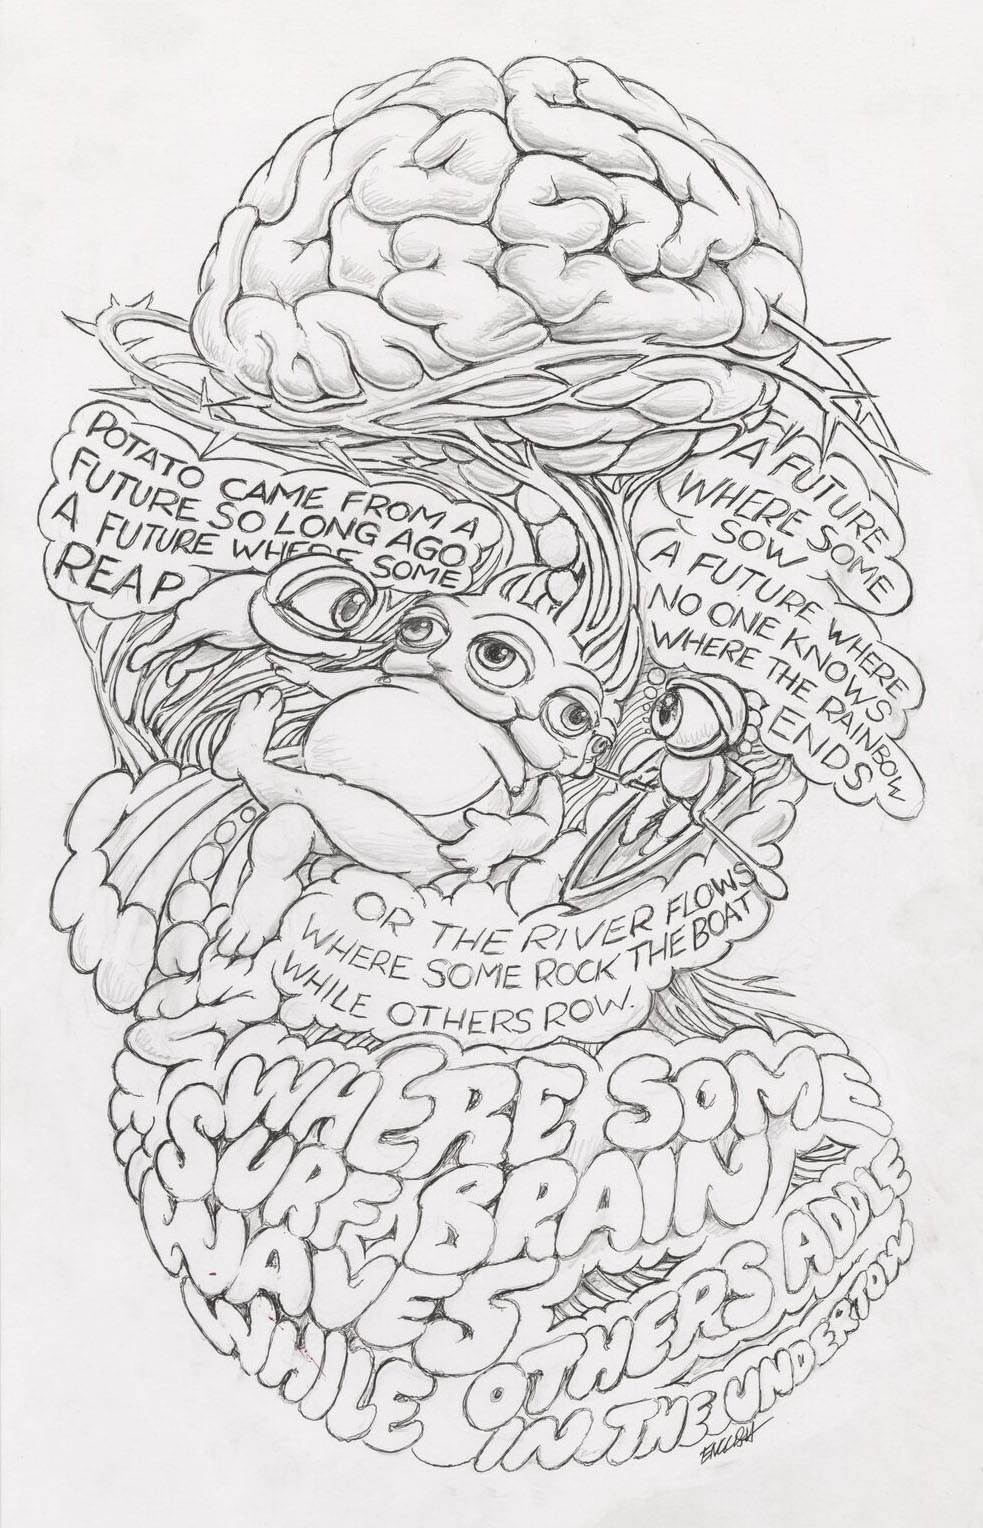 POTATO CAME FROM A
FUTURE SO LONG AGO
A FUTURE WHERE SOME
REAP
A FUTURE
WHERE SOME
SOW
A FUTURE WHERE
NO ONE KNOWS
WHERE THE RAINBOW
ENDS
OR THE RIVER FLOWS
WHERE SOME ROCK THE BOAT
WHILE OTHERS ROW.
WHERE SOME
SURF BRAIN
WAVES
WHILE OTHERS ADDLE
IN THE UNDERTOW
ENGLISH